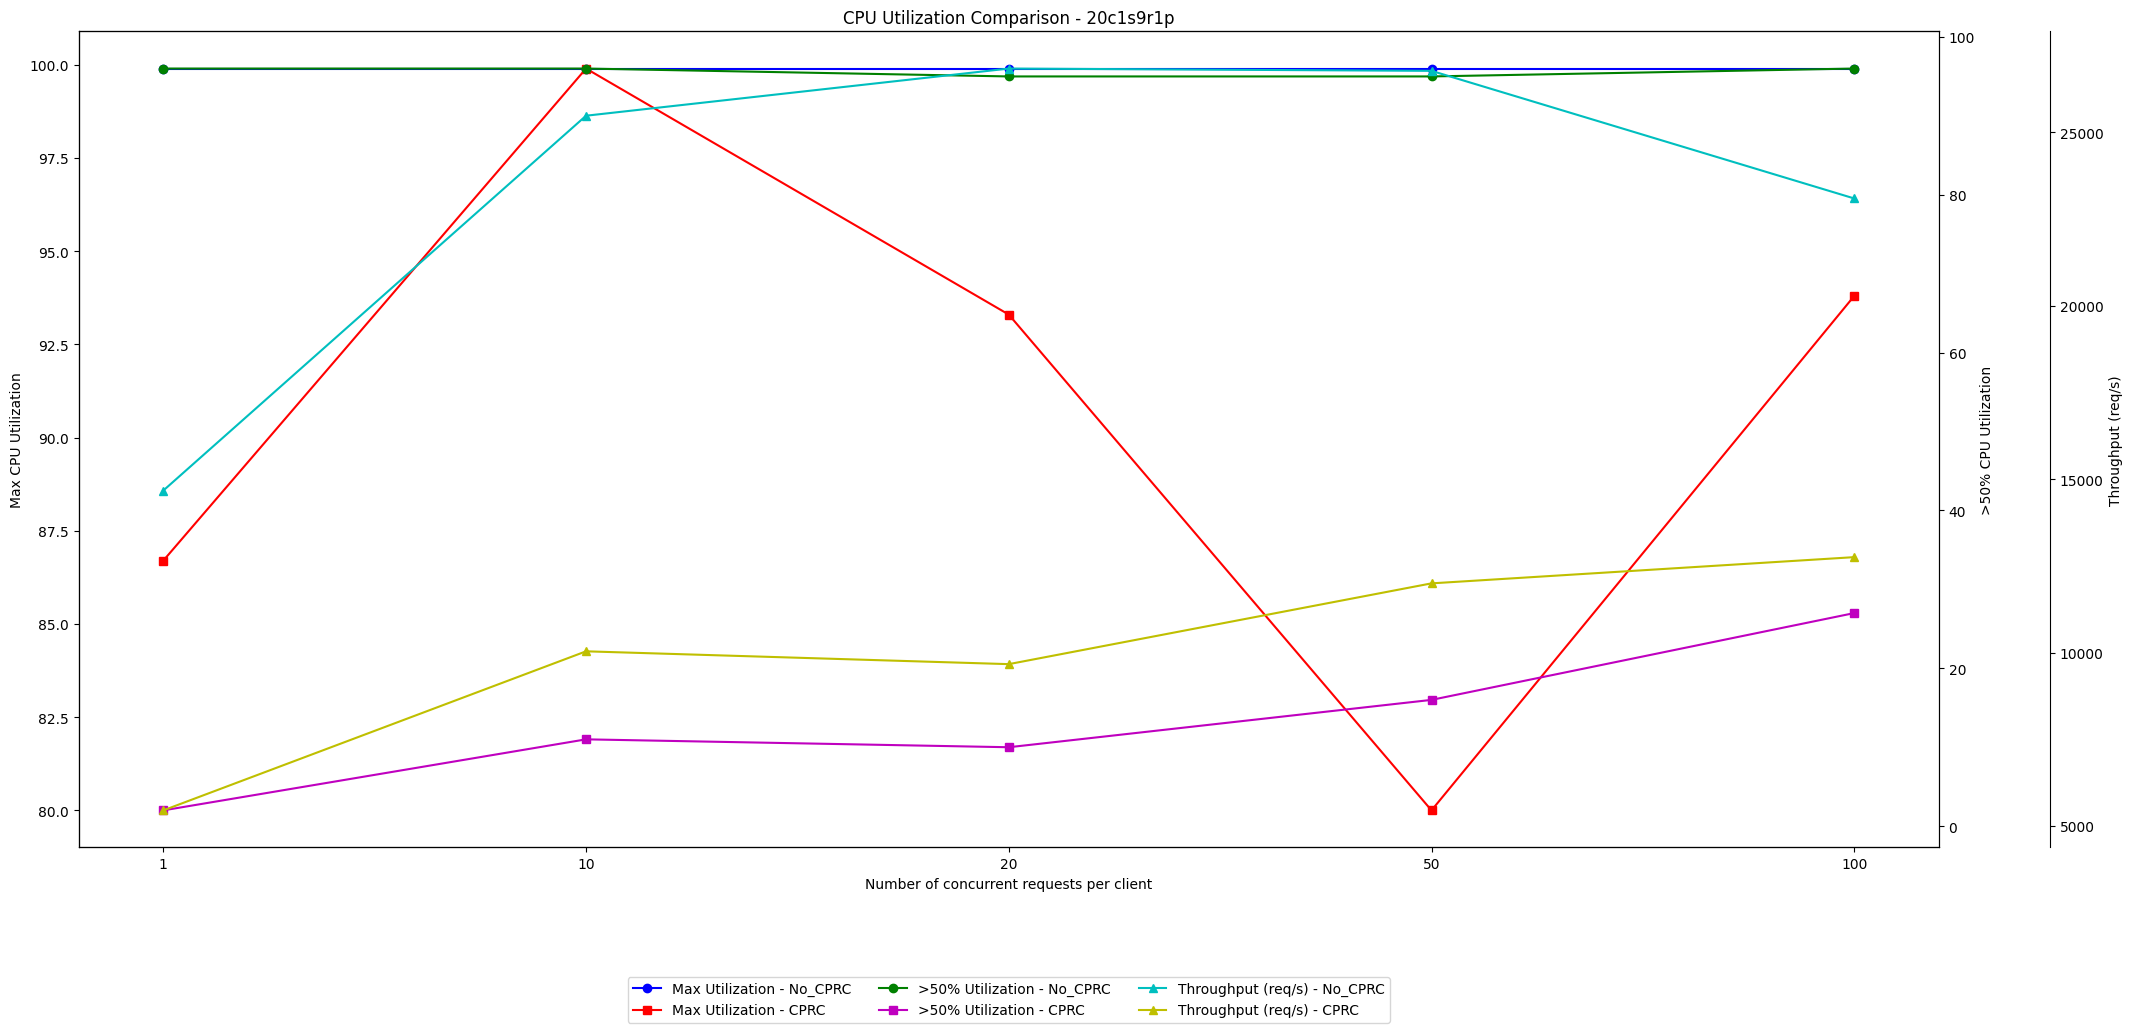 CPU Utilization Comparison - 20c1s9r1p
100.0
97.5
95.0
92.5
90.0
87.5
85.0
82.5
80.0
Max CPU Utilization
100
80
60
40
20
0
>50% CPU Utilization
25000
20000
15000
10000
5000
Throughput (req/s)
1 10 20 50 100
Number of concurrent requests per client
Max Utilization - No_CPRC >50% Utilization - No_CPRC Throughput (req/s) - No_CPRC
Max Utilization - CPRC >50% Utilization - CPRC Throughput (req/s) - CPRC